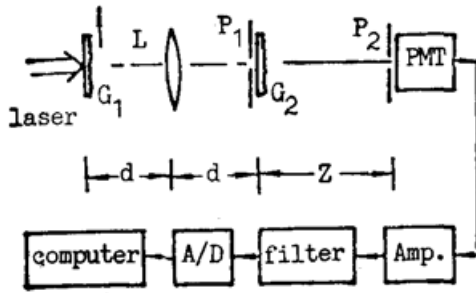 L
P1
P2
PMT
G1
G2
laser
d
d
Z
computer
A/D
filter
Amp.